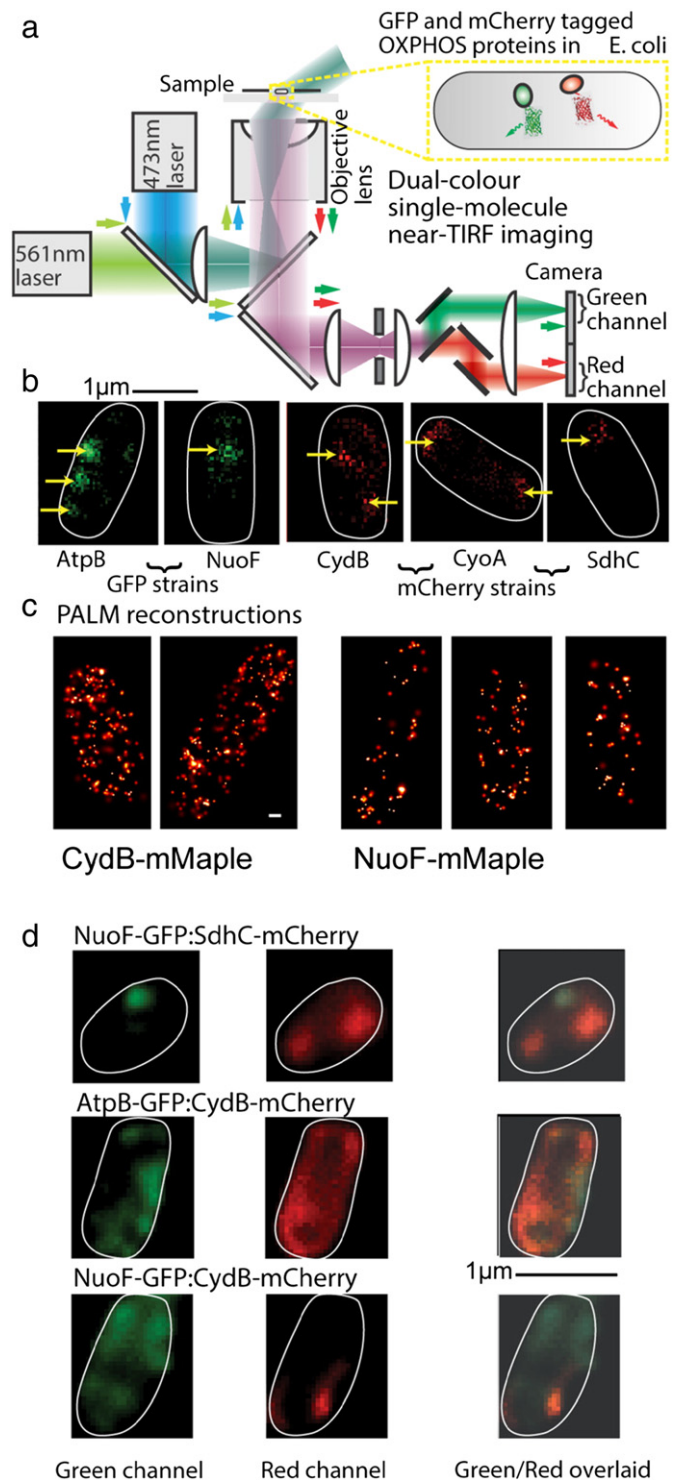 a
GFP and mCherry tagged
OXPHOS proteins in E. coli
Sample
473nm
laser
Objective
lens
Dual-colour
single-molecule
near-TIRF imaging
561nm
laser
Camera
Green
channel
Red
channel
b
1μm
AtpB
NuoF
CydB
CyoA
SdhC
GFP strains
mCherry strains
c
PALM reconstructions
CydB-mMaple
NuoF-mMaple
d
NuoF-GFP:SdhC-mCherry
AtpB-GFP:CydB-mCherry
NuoF-GFP:CydB-mCherry
1μm
Green channel
Red channel
Green/Red overlaid